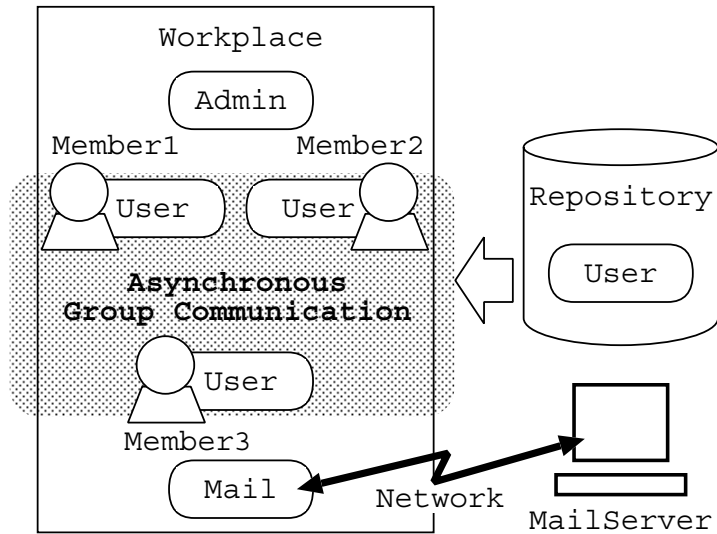 Workplace
Admin
Member1
Member2
User
User
Repository
User
Asynchronous
Group Communication
User
Member3
Mail
Network
MailServer